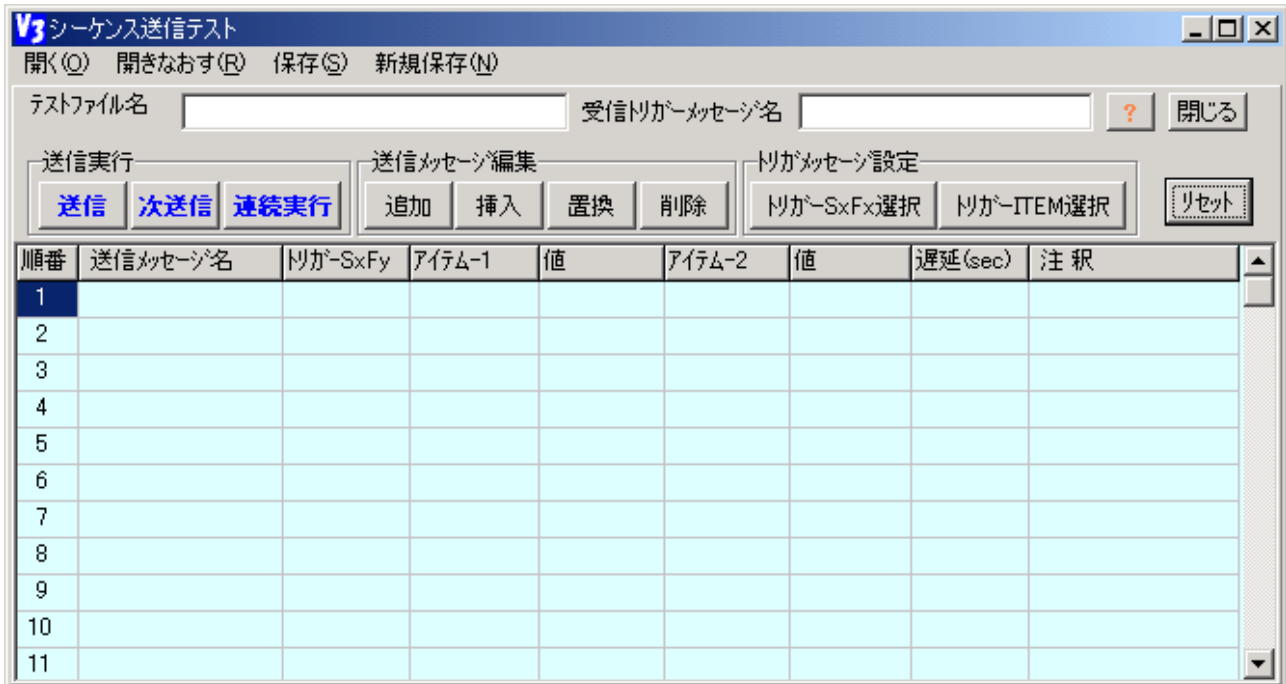 V3 シーケンス送信テスト
開く(O) 開きなおす(R) 保存(S) 新規保存(N)
テストファイル名 受信トリガーメッセージ名 ? 閉じる
送信実行 送信メッセージ編集 トリガメッセージ設定
送信 次送信 連続実行 追加 挿入 置換 削除 トリガーSxFx選択 トリガーITEM選択 リセット
順番 送信メッセージ名 トリガーSxFy アイテム-1 値 アイテム-2 値 遅延(sec) 注 釈
1
2
3
4
5
6
7
8
9
10
11